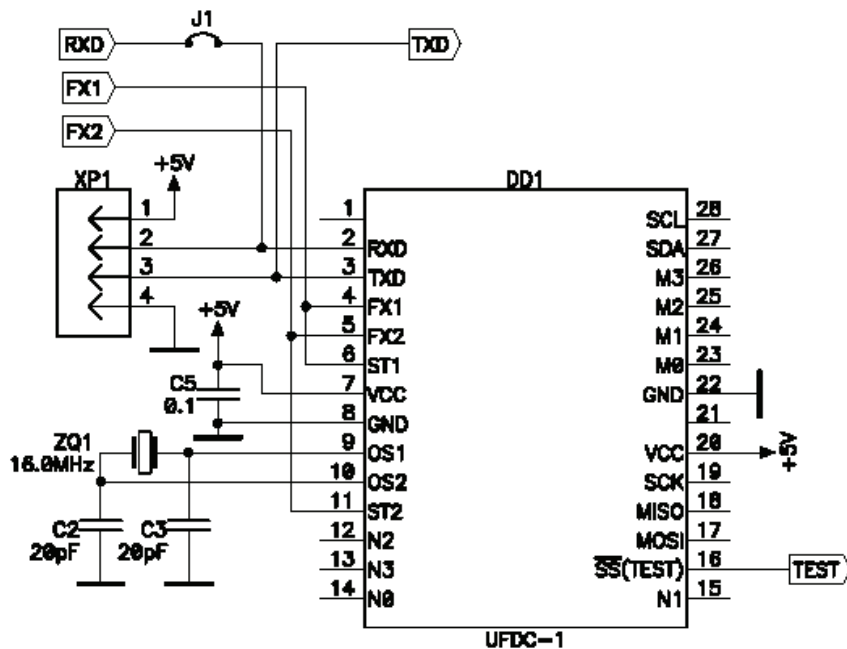 J1
RXD
TXD
FX1
FX2
+5V
XP1
1
2
3
4
+5V
C5
0.1
ZQ1
16.0MHz
C2
20pF
C3
20pF
DD1
1
2 RXD
3 TXD
4 FX1
5 FX2
6 ST1
7 VCC
8 GND
9 OS1
10 OS2
11 ST2
12 N2
13 N3
14 N0
SCL 28
SDA 27
M3 26
M2 25
M1 24
M0 23
GND 22
21
VCC 20
+5V
SCK 19
MISO 18
MOSI 17
SS(TEST) 16
TEST
N1 15
UFDC-1